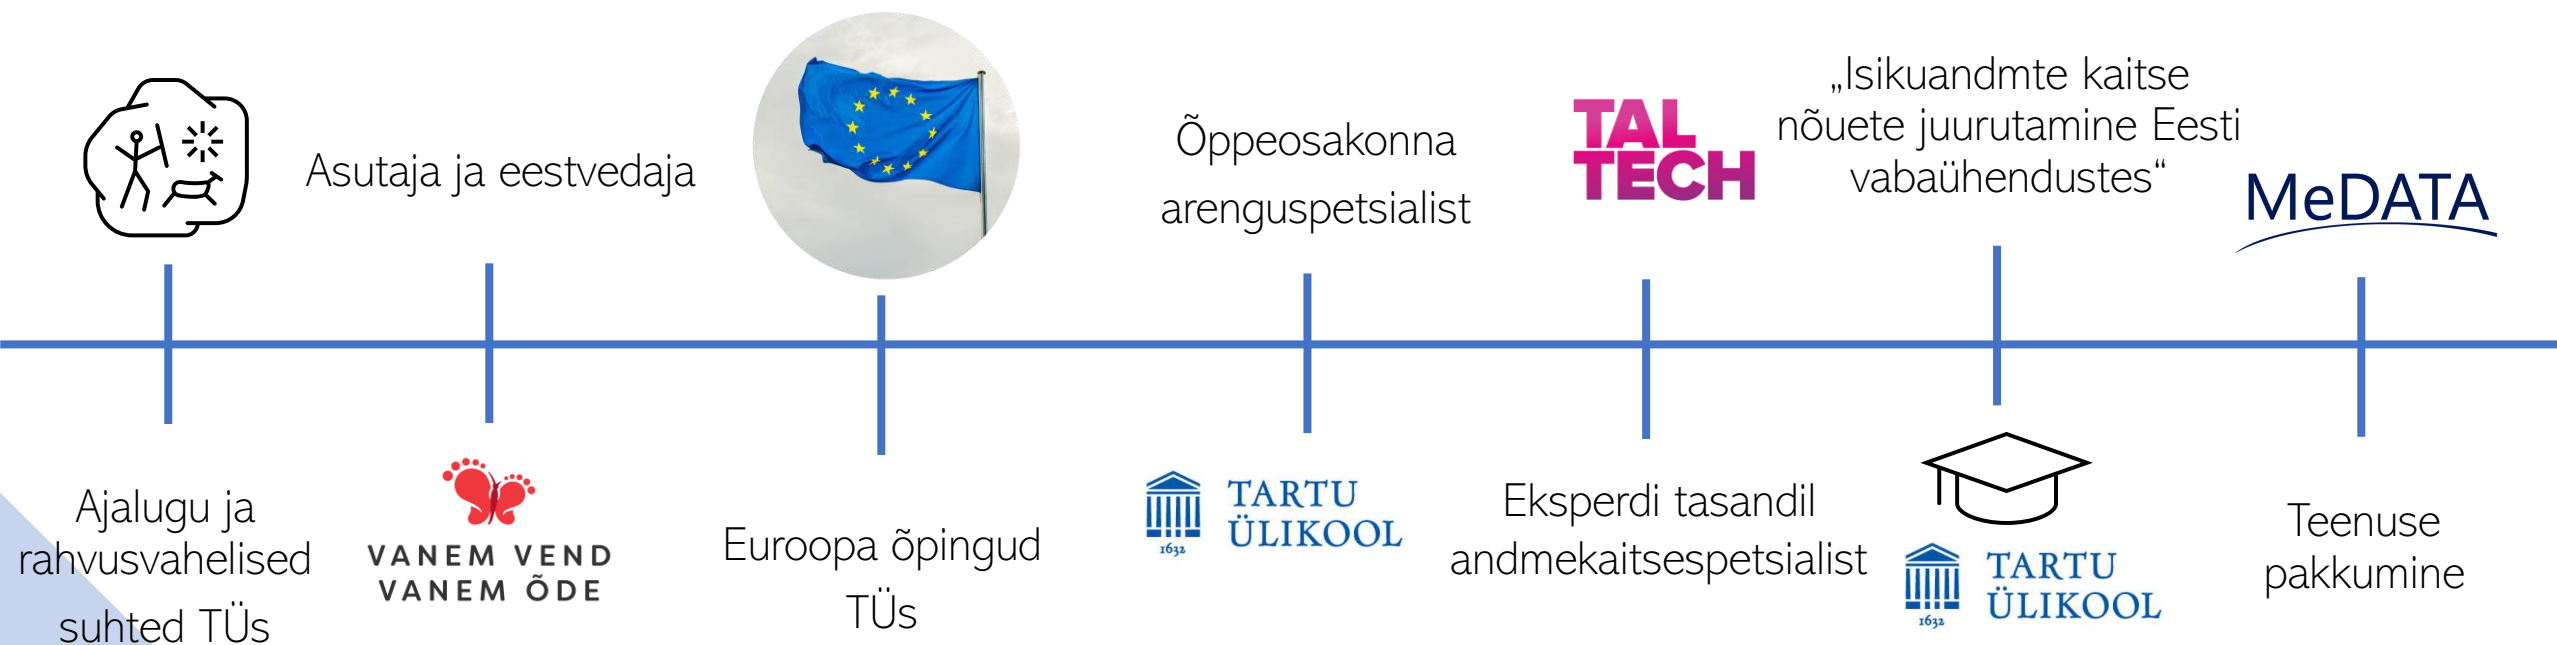 Ajalugu ja
rahvusvahelised
suhted TÜs
Asutaja ja eestvedaja
VANEM VEND
VANEM ÕDE
Euroopa õpingud
TÜs
Õppeosakonna
arenguspetsialist
1632
TARTU
ÜLIKOOL
TAL
TECH
Eksperdi tasandil
andmekaitsespetsialist
„Isikuandmte kaitse
nõuete juurutamine Eesti
vabaühendustes“
1632
TARTU
ÜLIKOOL
MeDATA
Teenuse
pakkumine